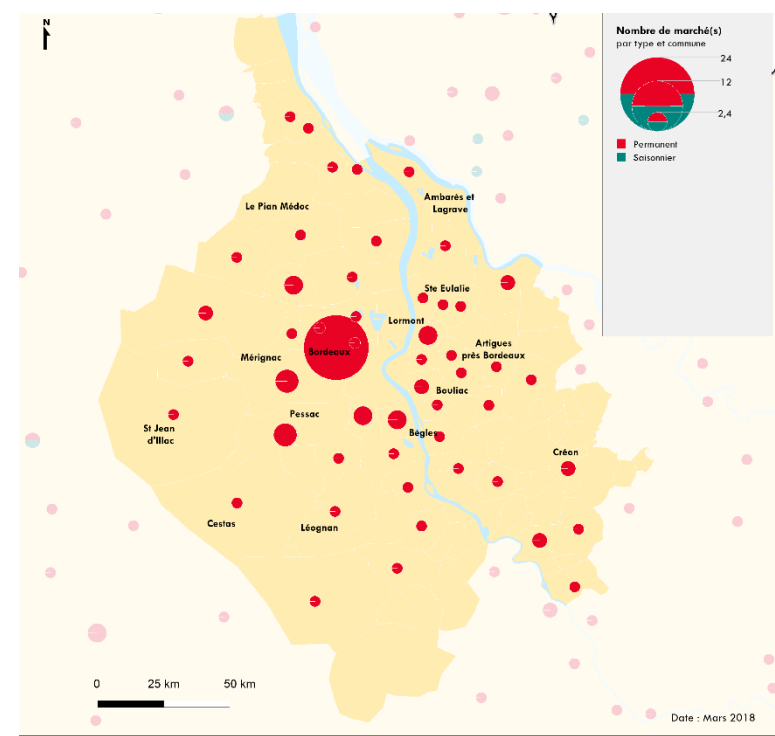 N
Nombre de marché(s)
par type et commune
24
12
2,4
Permanent
Saisonnier
Le Pian Médoc
Ambarès et
Lagrave
Ste Eulalie
Lormont
Bordeaux
Artigues
près Bordeaux
Mérignac
Bouliac
Pessac
St Jean
d'Illac
Bègles
Créon
Cestas
Léognan
0 25 km 50 km
Date : Mars 2018